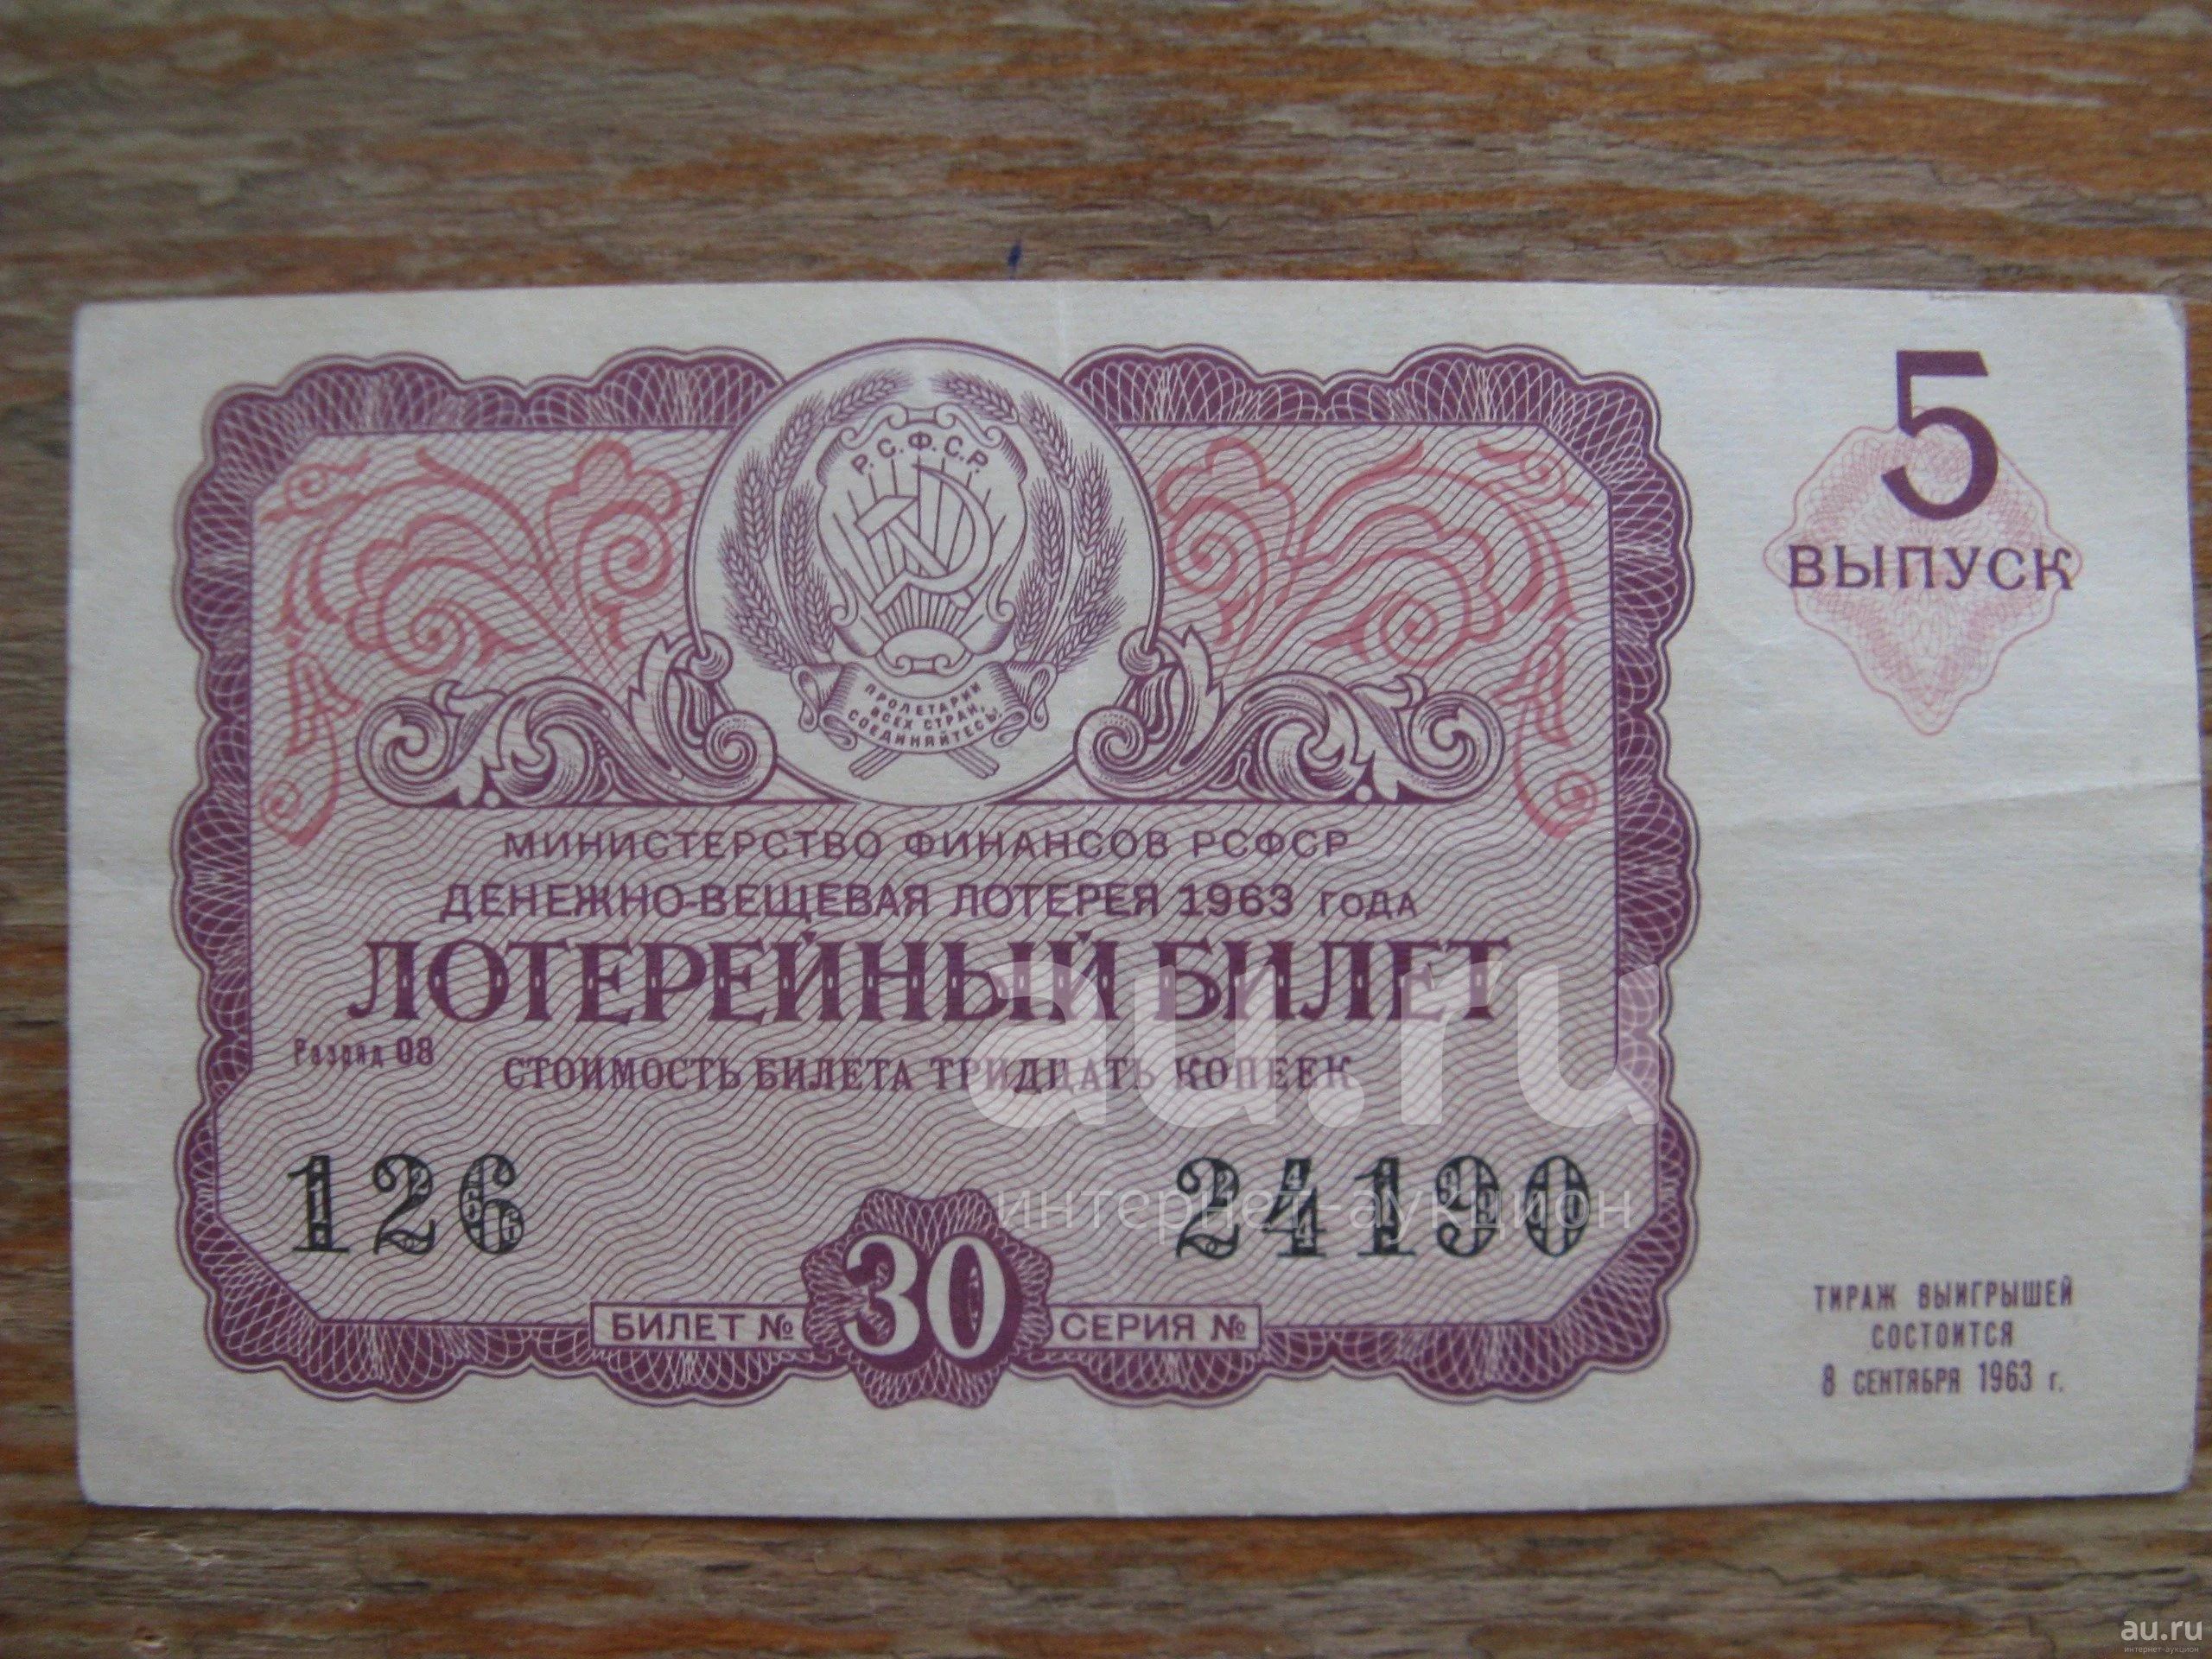 5
ВЫПУСК
Р.С.Ф.С.Р.
ПРОЛЕТАРИИ
ВСЕХ СТРАН,
СОЕДИНЯЙТЕСЬ!
МИНИСТЕРСТВО ФИНАНСОВ РСФСР
ДЕНЕЖНО-ВЕЩЕВАЯ ЛОТЕРЕЯ 1963 ГОДА
ЛОТЕРЕЙНЫЙ БИЛЕТ
Разряд 08
СТОИМОСТЬ БИЛЕТА ТРИДЦАТЬ КОПЕЕК
126 24190
БИЛЕТ № 30 СЕРИЯ №
ТИРАЖ ВЫИГРЫШЕЙ
СОСТОИТСЯ
8 СЕНТЯБРЯ 1963 г.
au.ru
интернет-аукцион
au.ru
интернет-аукцион